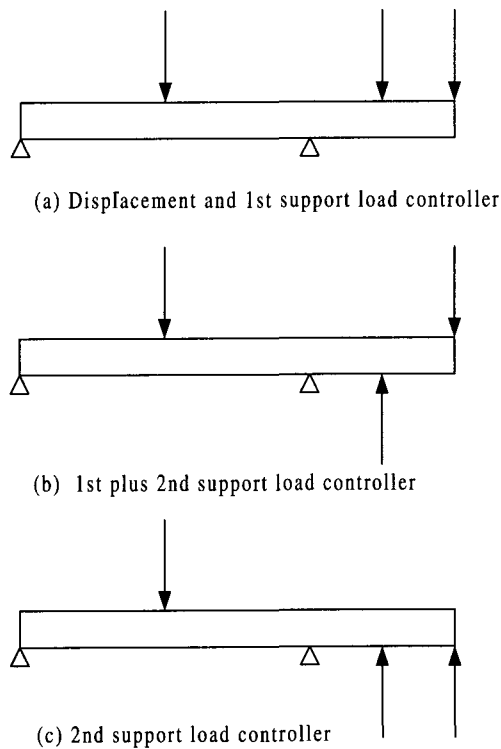 (a) Displacement and 1st support load controller
(b) 1st plus 2nd support load controller
(c) 2nd support load controller